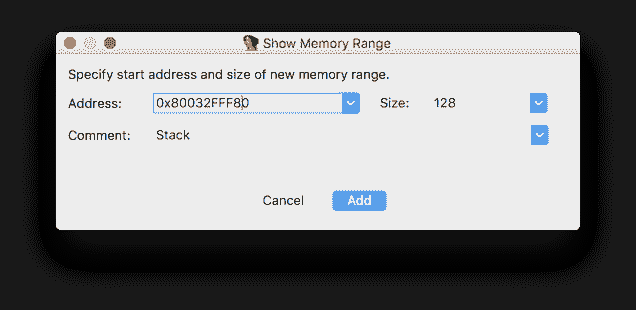 Show Memory Range
Specify start address and size of new memory range.
Address: 0x80032FFF80 Size: 128
Comment: Stack
Cancel Add